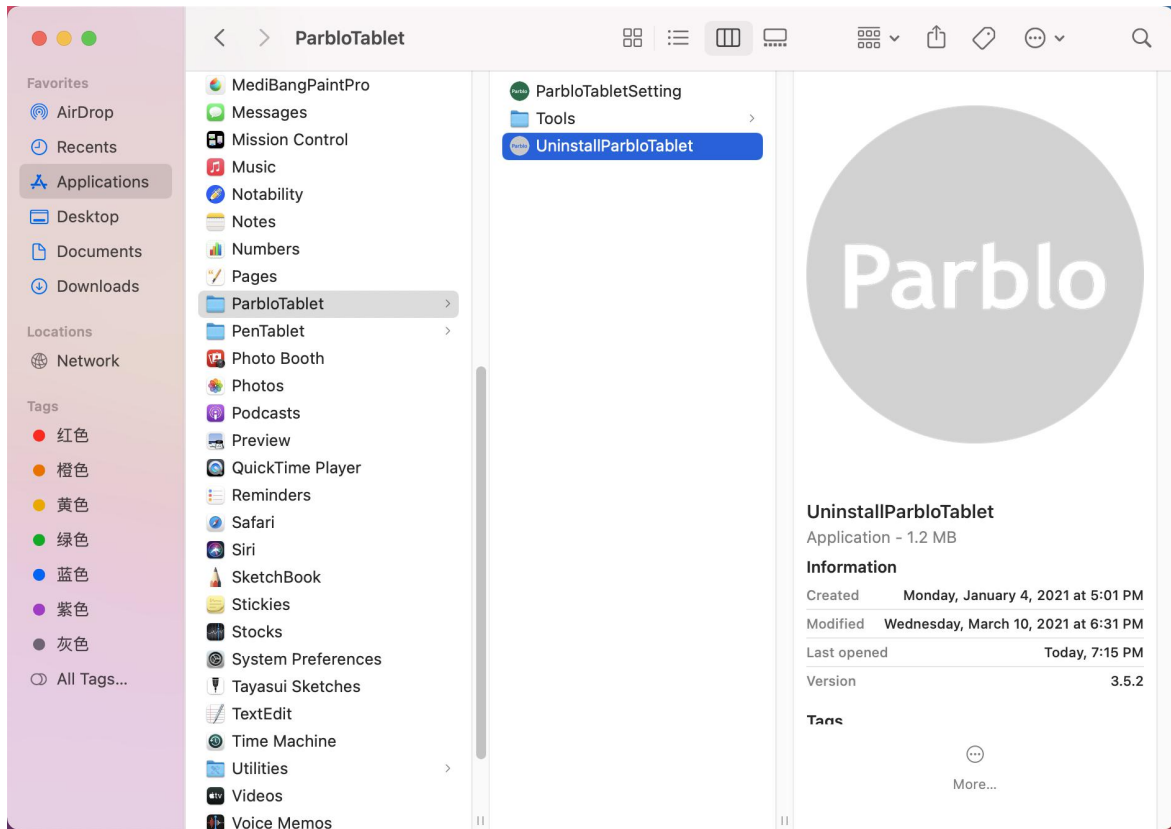 ParbloTablet
Favorites
AirDrop
Recents
Applications
Desktop
Documents
Downloads
Locations
Network
Tags
红色
橙色
黄色
绿色
蓝色
紫色
灰色
All Tags...
MediBangPaintPro
Messages
Mission Control
Music
Notability
Notes
Numbers
Pages
ParbloTablet
PenTablet
Photo Booth
Photos
Podcasts
Preview
QuickTime Player
Reminders
Safari
Siri
SketchBook
Stickies
Stocks
System Preferences
Tayasui Sketches
TextEdit
Time Machine
Utilities
Videos
Voice Memos
ParbloTabletSetting
Tools
UninstallParbloTablet
Parblo
UninstallParbloTablet
Application - 1.2 MB
Information
Created Monday, January 4, 2021 at 5:01 PM
Modified Wednesday, March 10, 2021 at 6:31 PM
Last opened Today, 7:15 PM
Version 3.5.2
Tags
More...